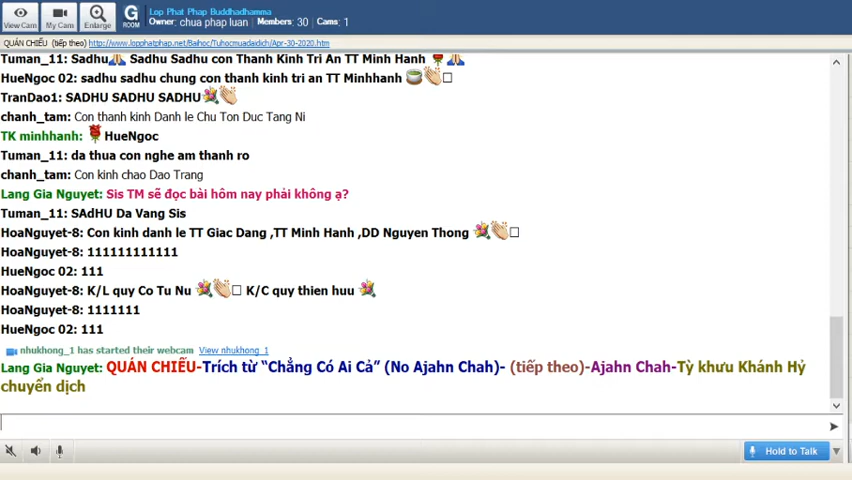 View Cam
My Cam
Enlarge
G
ROOM
Lop Phat Phap Buddhadhamma
Owner: chua phap luan Members: 30 Cams: 1
QUÁN CHIẾU (tiếp theo) http://www.lopphatphap.net/Baihoc/Tuhocmuadaidich/Apr-30-2020.htm
Tuman_11: Sadhu Sadhu Sadhu con Thanh Kinh Tri An TT Minh Hanh
HueNgoc 02: sadhu sadhu chung con thanh kinh tri an TT Minhhanh
TranDao1: SADHU SADHU SADHU
chanh_tam: Con thanh kinh Danh le Chu Ton Duc Tang Ni
TK minhhanh: HueNgoc
Tuman_11: da thua con nghe am thanh ro
chanh_tam: Con kinh chao Dao Trang
Lang Gia Nguyet: Sis TM sẽ đọc bài hôm nay phải không ạ?
Tuman_11: SAdHU Da Vang Sis
HoaNguyet-8: Con kinh danh le TT Giac Dang ,TT Minh Hanh ,DD Nguyen Thong
HoaNguyet-8: 111111111111
HueNgoc 02: 111
HoaNguyet-8: K/L quy Co Tu Nu K/C quy thien huu
HoaNguyet-8: 1111111
HueNgoc 02: 111
nhukhong_1 has started their webcam View nhukhong_1
Lang Gia Nguyet: QUÁN CHIẾU-Trích từ “Chẳng Có Ai Cả” (No Ajahn Chah)- (tiếp theo)-Ajahn Chah-Tỳ khưu Khánh Hỷ
chuyển dịch
Hold to Talk